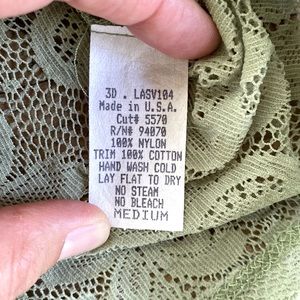 3D . LASV104
Made in U.S.A.
Cut# 5570
R/N# 94070
100% NYLON
TRIM 100% COTTON
HAND WASH COLD
LAY FLAT TO DRY
NO STEAM
NO BLEACH
MEDIUM